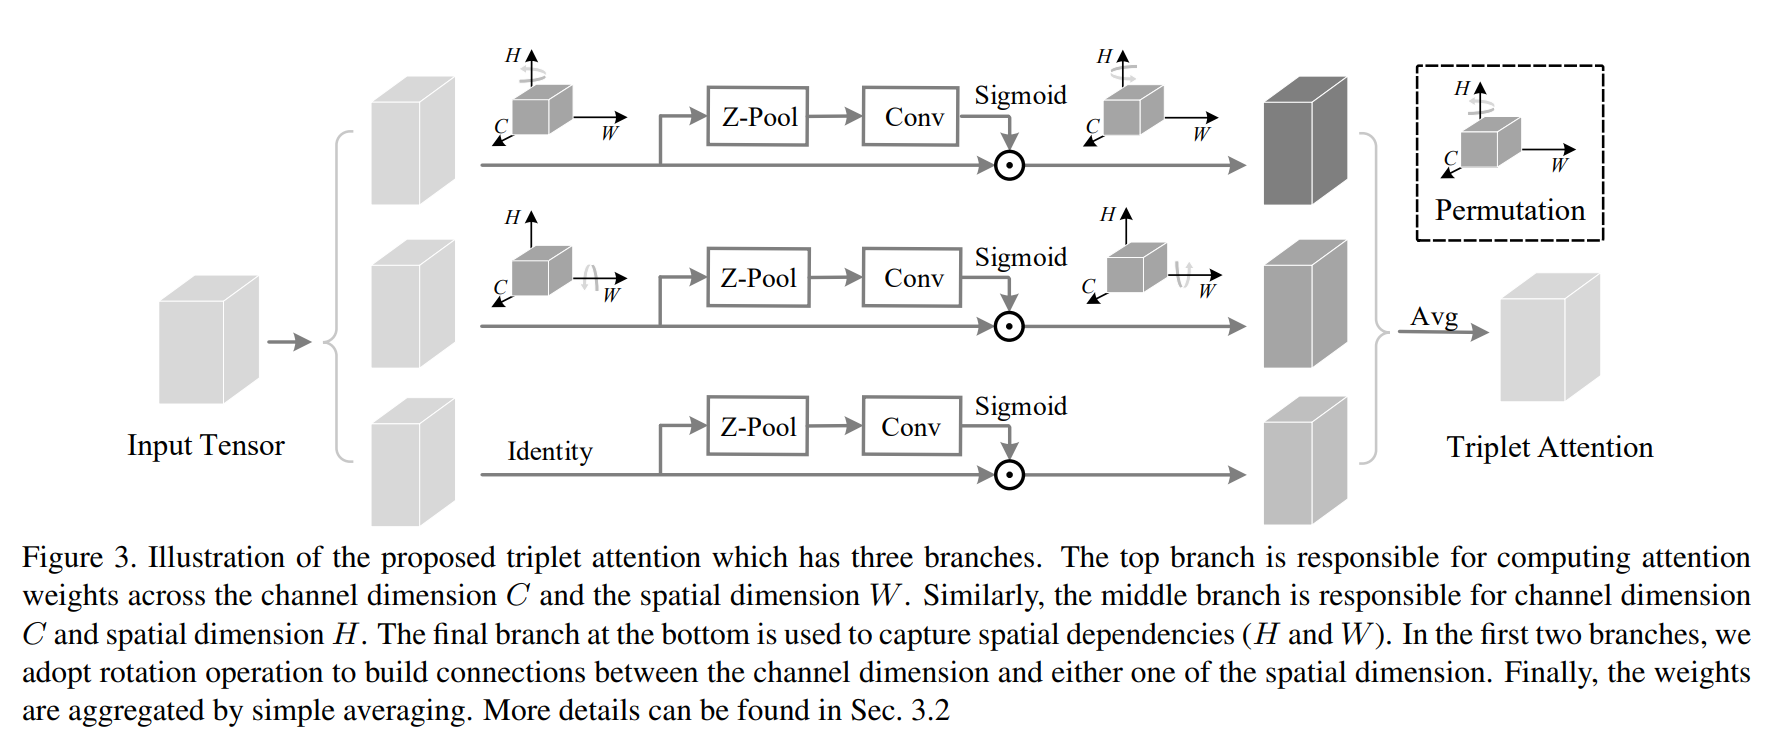 H
C
W
Z-Pool
Conv
Sigmoid
H
C
W
H
C
W
Permutation
H
C
W
Z-Pool
Conv
Sigmoid
H
C
W
Avg
Input Tensor
Identity
Z-Pool
Conv
Sigmoid
Triplet Attention
Figure 3. Illustration of the proposed triplet attention which has three branches. The top branch is responsible for computing attention
weights across the channel dimension C and the spatial dimension W. Similarly, the middle branch is responsible for channel dimension
C and spatial dimension H. The final branch at the bottom is used to capture spatial dependencies (H and W). In the first two branches, we
adopt rotation operation to build connections between the channel dimension and either one of the spatial dimension. Finally, the weights
are aggregated by simple averaging. More details can be found in Sec. 3.2